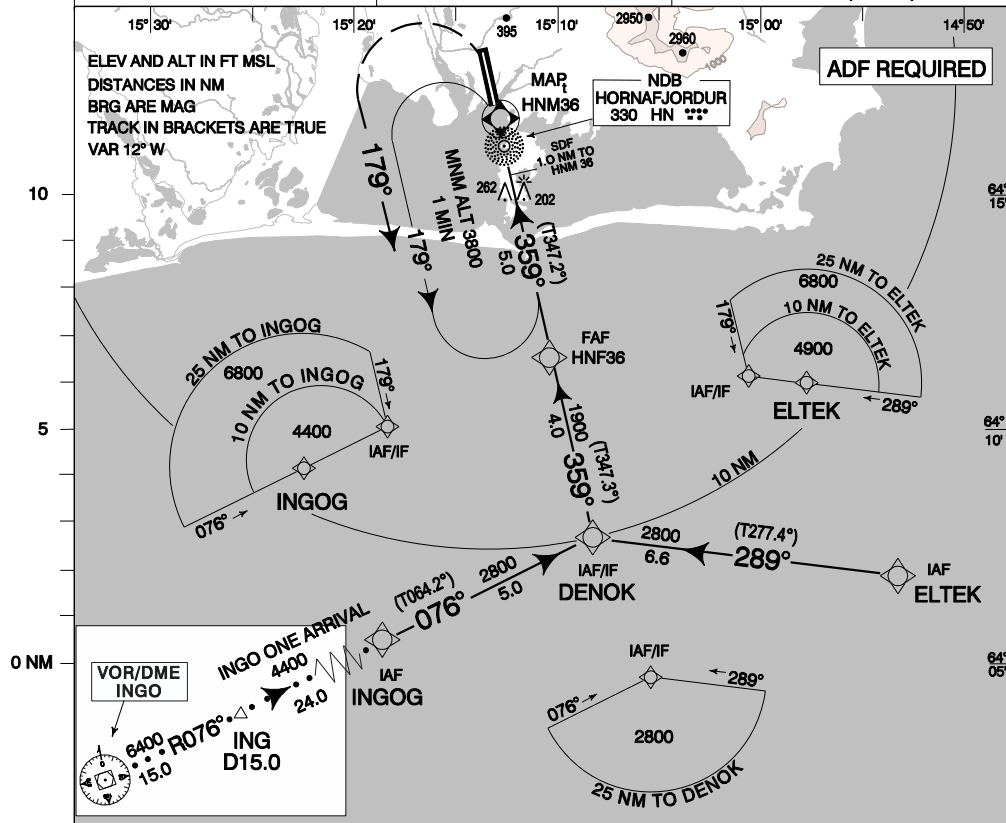 15°30'
15°20'
15°10'
15°00'
14°50'
395
2950
2960
1000
ELEV AND ALT IN FT MSL
DISTANCES IN NM
BRG ARE MAG
TRACK IN BRACKETS ARE TRUE
VAR 12° W
ADF REQUIRED
MAPt
HNM36
NDB
HORNAFJORDUR
330 HN
SDF
1.0 NM TO
HNM 36
262
202
10
64°
15'
179°
MNM ALT 3800
1 MIN
179°
5.0
359°
(T347.2°)
FAF
HNF36
25 NM TO INGOG
6800
10 NM TO INGOG
4400
179°
IAF/IF
INGOG
076°
25 NM TO ELTEK
6800
10 NM TO ELTEK
4900
179°
IAF/IF
ELTEK
289°
5
64°
10'
1900
4.0
359°
(T347.3°)
10 NM
2800
6.6
(T277.4°)
289°
IAF
ELTEK
IAF/IF
DENOK
(T064.2°)
2800
076°
5.0
IAF
INGOG
0 NM
64°
05'
INGO ONE ARRIVAL
4400
24.0
VOR/DME
INGO
6400
R076°
15.0
ING
D15.0
IAF/IF
076°
289°
2800
25 NM TO DENOK